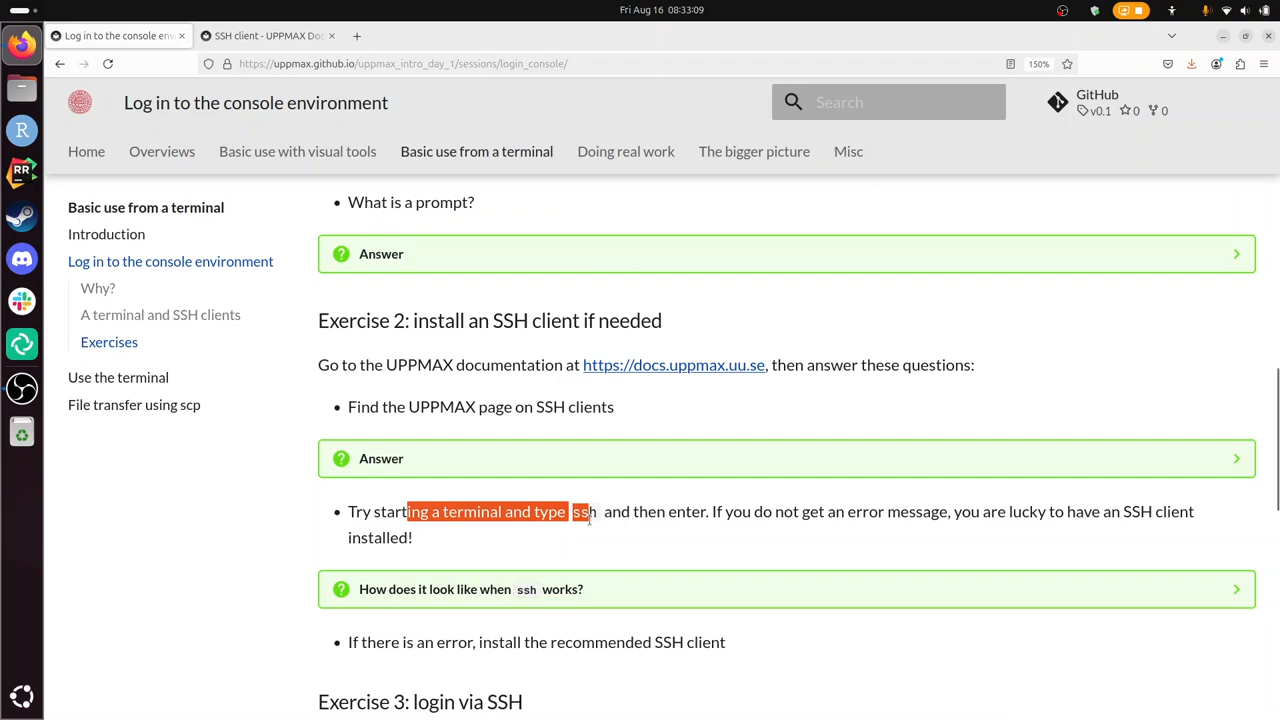 Fri Aug 16 08:33:09
Log in to the console env
SSH client - UPPMAX Doc
https://uppmax.github.io/uppmax_intro_day_1/sessions/login_console/
150%
Log in to the console environment
Search
GitHub
v0.1 0 0
Home Overviews Basic use with visual tools Basic use from a terminal Doing real work The bigger picture Misc
Basic use from a terminal
Introduction
Log in to the console environment
Why?
A terminal and SSH clients
Exercises
Use the terminal
File transfer using scp
• What is a prompt?
Answer
Exercise 2: install an SSH client if needed
Go to the UPPMAX documentation at https://docs.uppmax.uu.se, then answer these questions:
• Find the UPPMAX page on SSH clients
Answer
• Try starting a terminal and type ssh and then enter. If you do not get an error message, you are lucky to have an SSH client
installed!
How does it look like when ssh works?
• If there is an error, install the recommended SSH client
Exercise 3: login via SSH